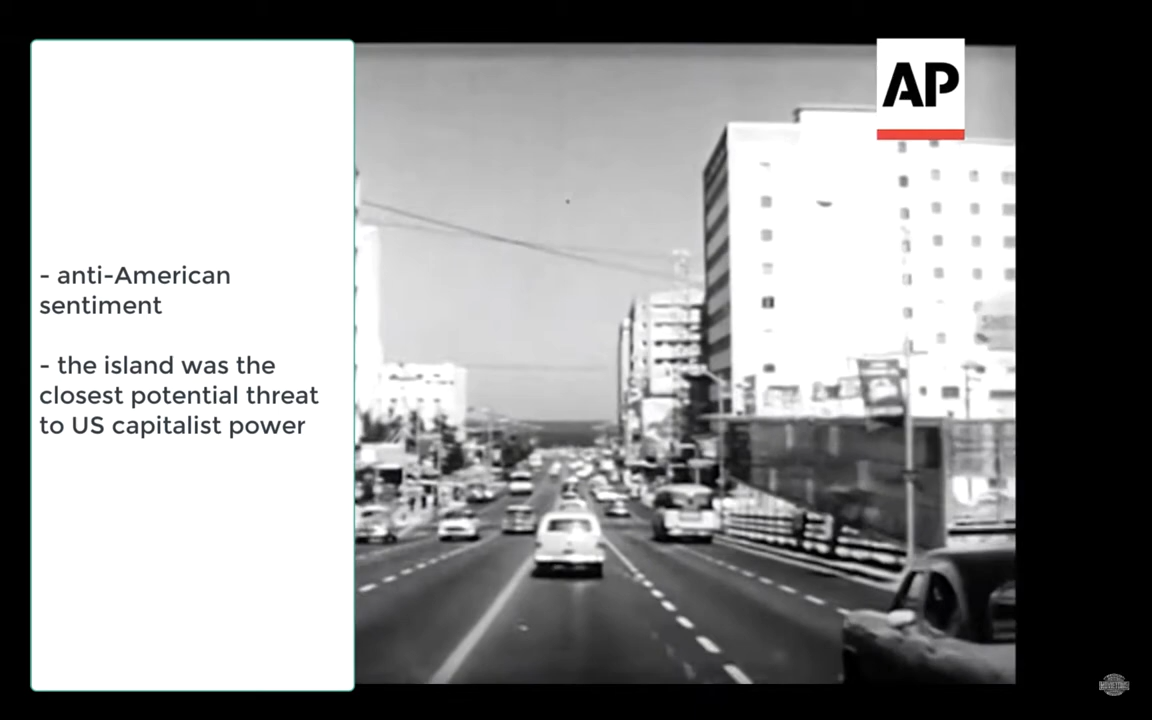 AP
- anti-American
sentiment
- the island was the
closest potential threat
to US capitalist power